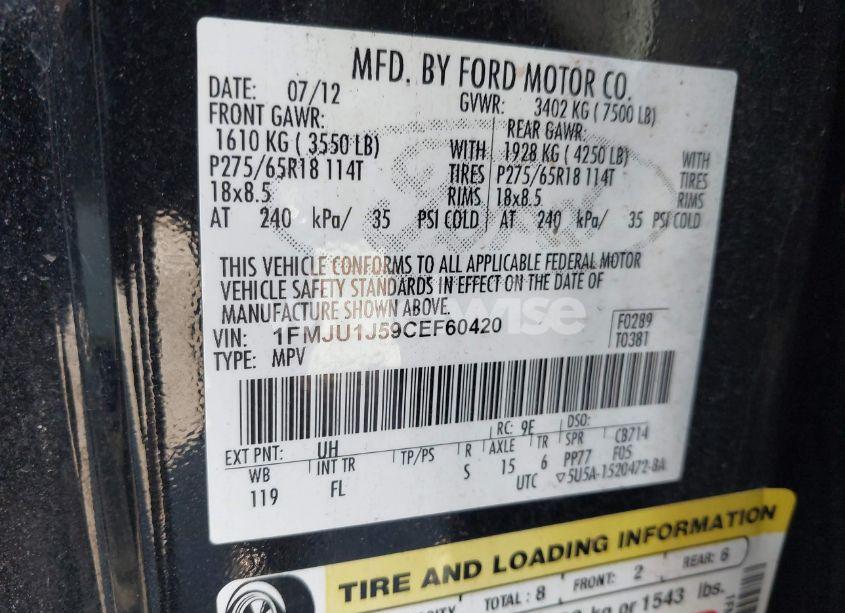 MFD. BY FORD MOTOR CO.
DATE: 07/12 GVWR: 3402 KG ( 7500 LB)
FRONT GAWR: REAR GAWR:
1610 KG ( 3550 LB) WITH 1928 KG ( 4250 LB) WITH
P275/65R18 114T TIRES P275/65R18 114T TIRES
18x8.5 RIMS 18x8.5 RIMS
AT 240 kPa/ 35 PSI COLD AT 240 kPa/ 35 PSI COLD
THIS VEHICLE CONFORMS TO ALL APPLICABLE FEDERAL MOTOR
VEHICLE SAFETY STANDARDS IN EFFECT ON THE DATE OF
MANUFACTURE SHOWN ABOVE.
VIN: 1FMJU1J59CEF60420 F0289
TYPE: MPV T0381
EXT PNT: UH RC: 9E DSO: CB714
WB INT TR TP/PS R AXLE TR SPR F05
119 FL S 15 6 PP77
UTC ▽5U5A-1520472-BA
TIRE AND LOADING INFORMATION
TOTAL : 8 FRONT: 2 REAR: 6
kg or 1543 lbs.